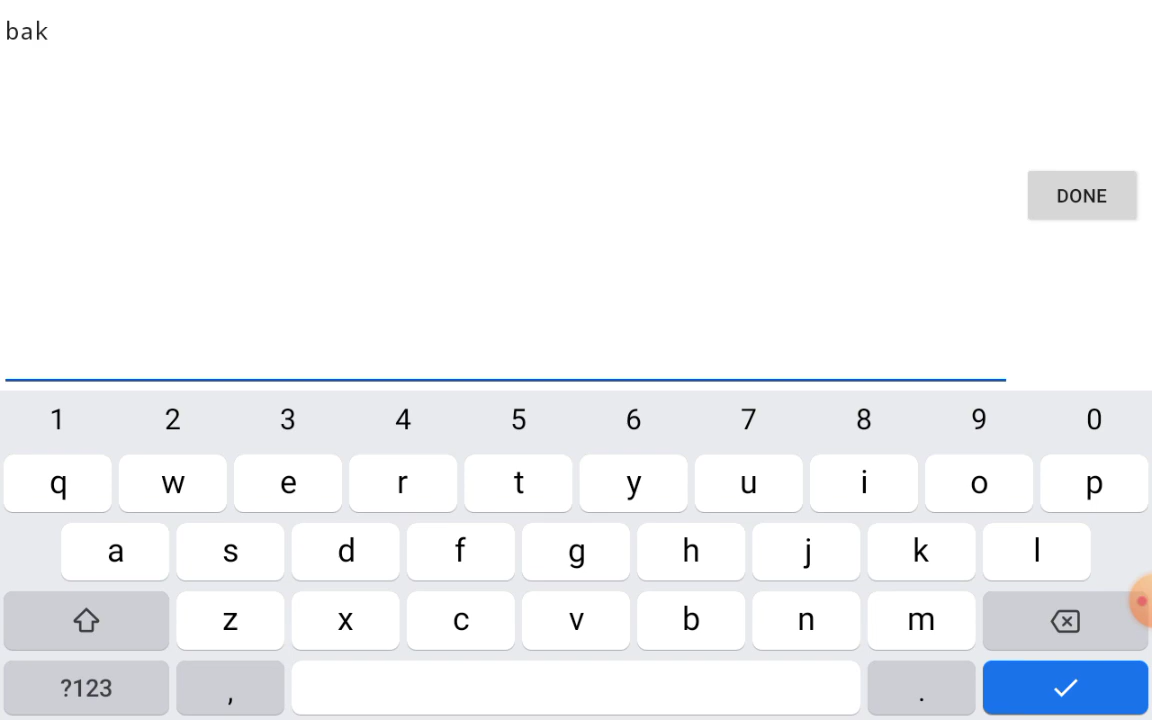 bak
DONE
1 2 3 4 5 6 7 8 9 0
q w e r t y u i o p
a s d f g h j k l
z x c v b n m
?123 , .